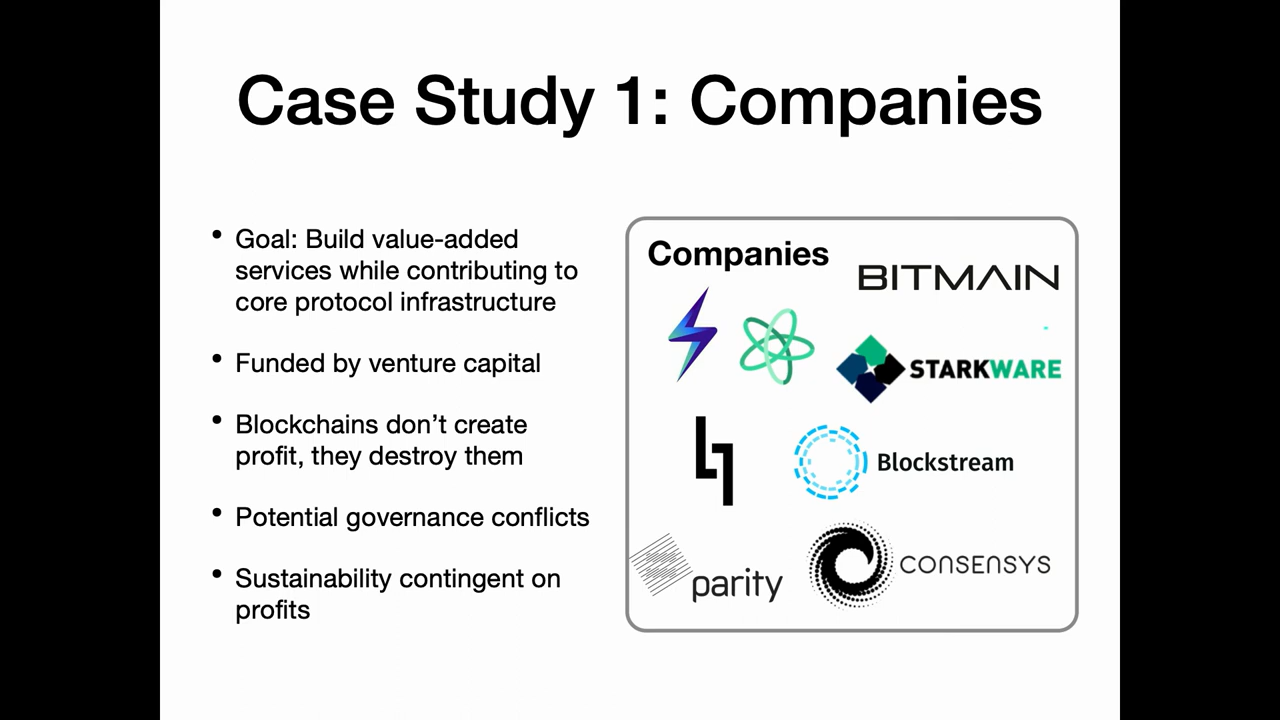 Case Study 1: Companies
• Goal: Build value-added
services while contributing to
core protocol infrastructure
• Funded by venture capital
• Blockchains don’t create
profit, they destroy them
• Potential governance conflicts
• Sustainability contingent on
profits
Companies
BITMAIN
STARKWARE
Blockstream
parity
CONSENSYS